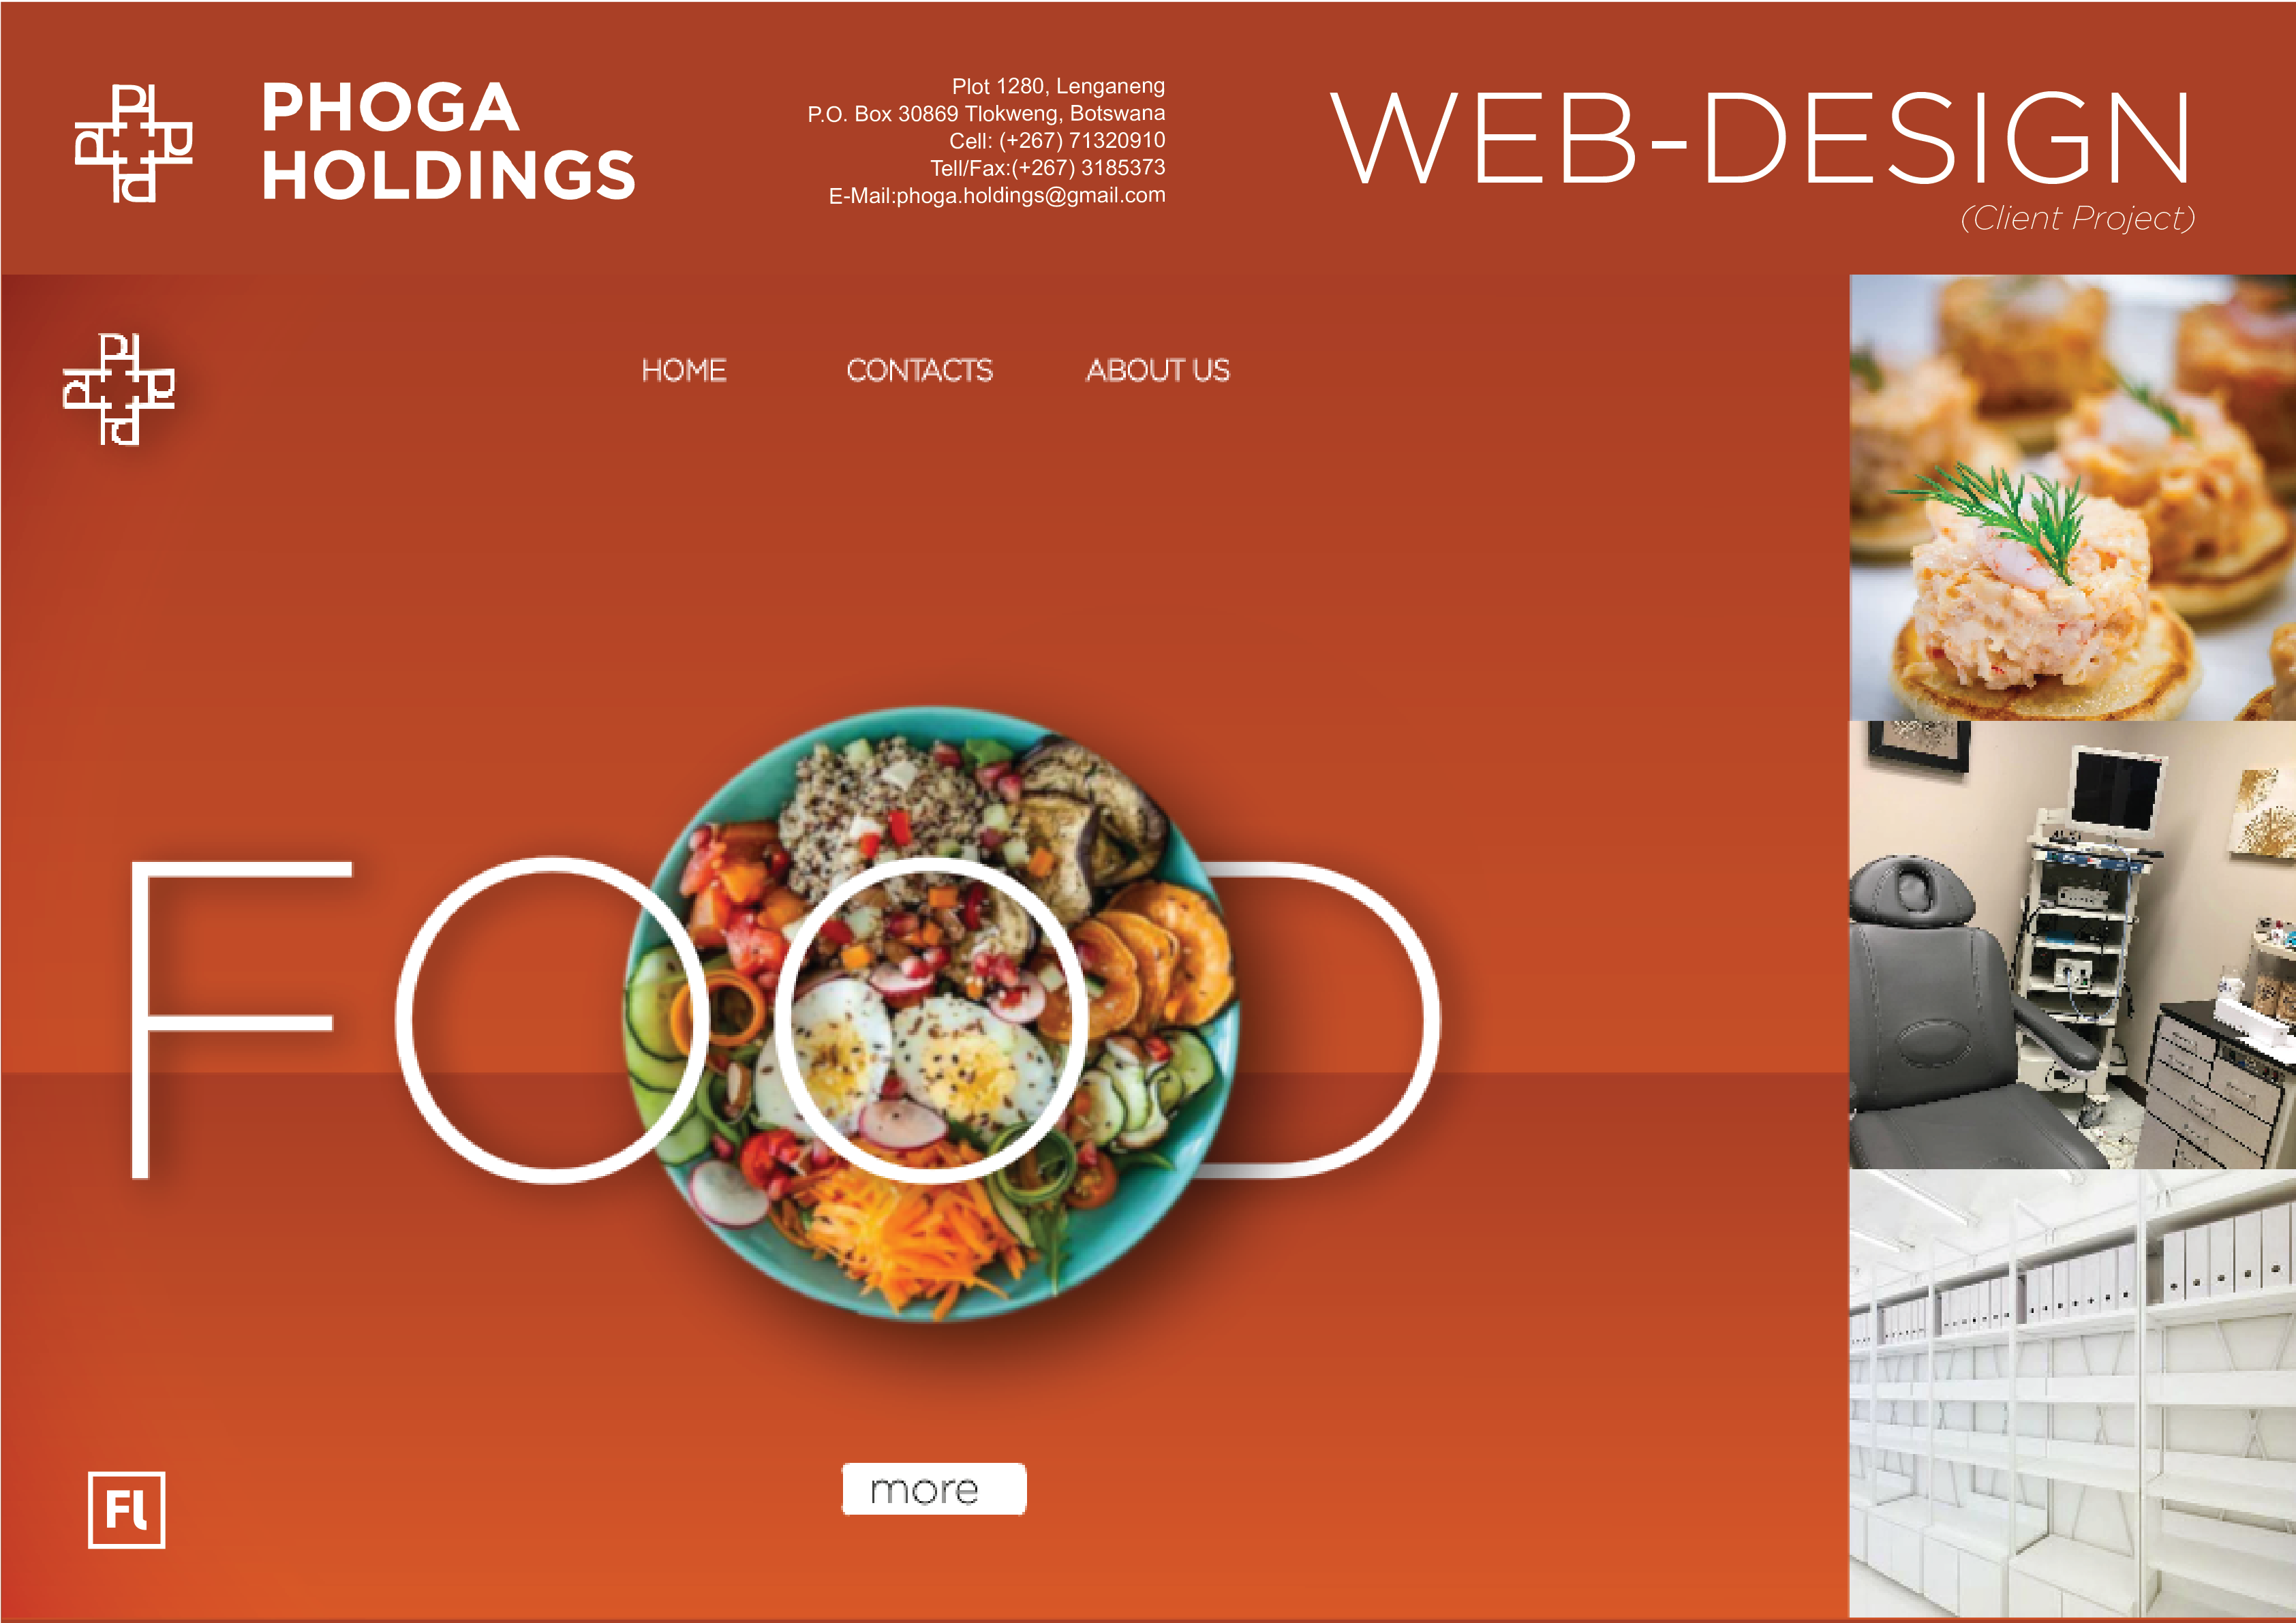 PHOGA
HOLDINGS
Plot 1280, Lenganeng
P.O. Box 30869 Tlokweng, Botswana
Cell: (+267) 71320910
Tell/Fax:(+267) 3185373
E-Mail:phoga.holdings@gmail.com
WEB-DESIGN
(Client Project)
HOME CONTACTS ABOUT US
FOOD
more
Fl